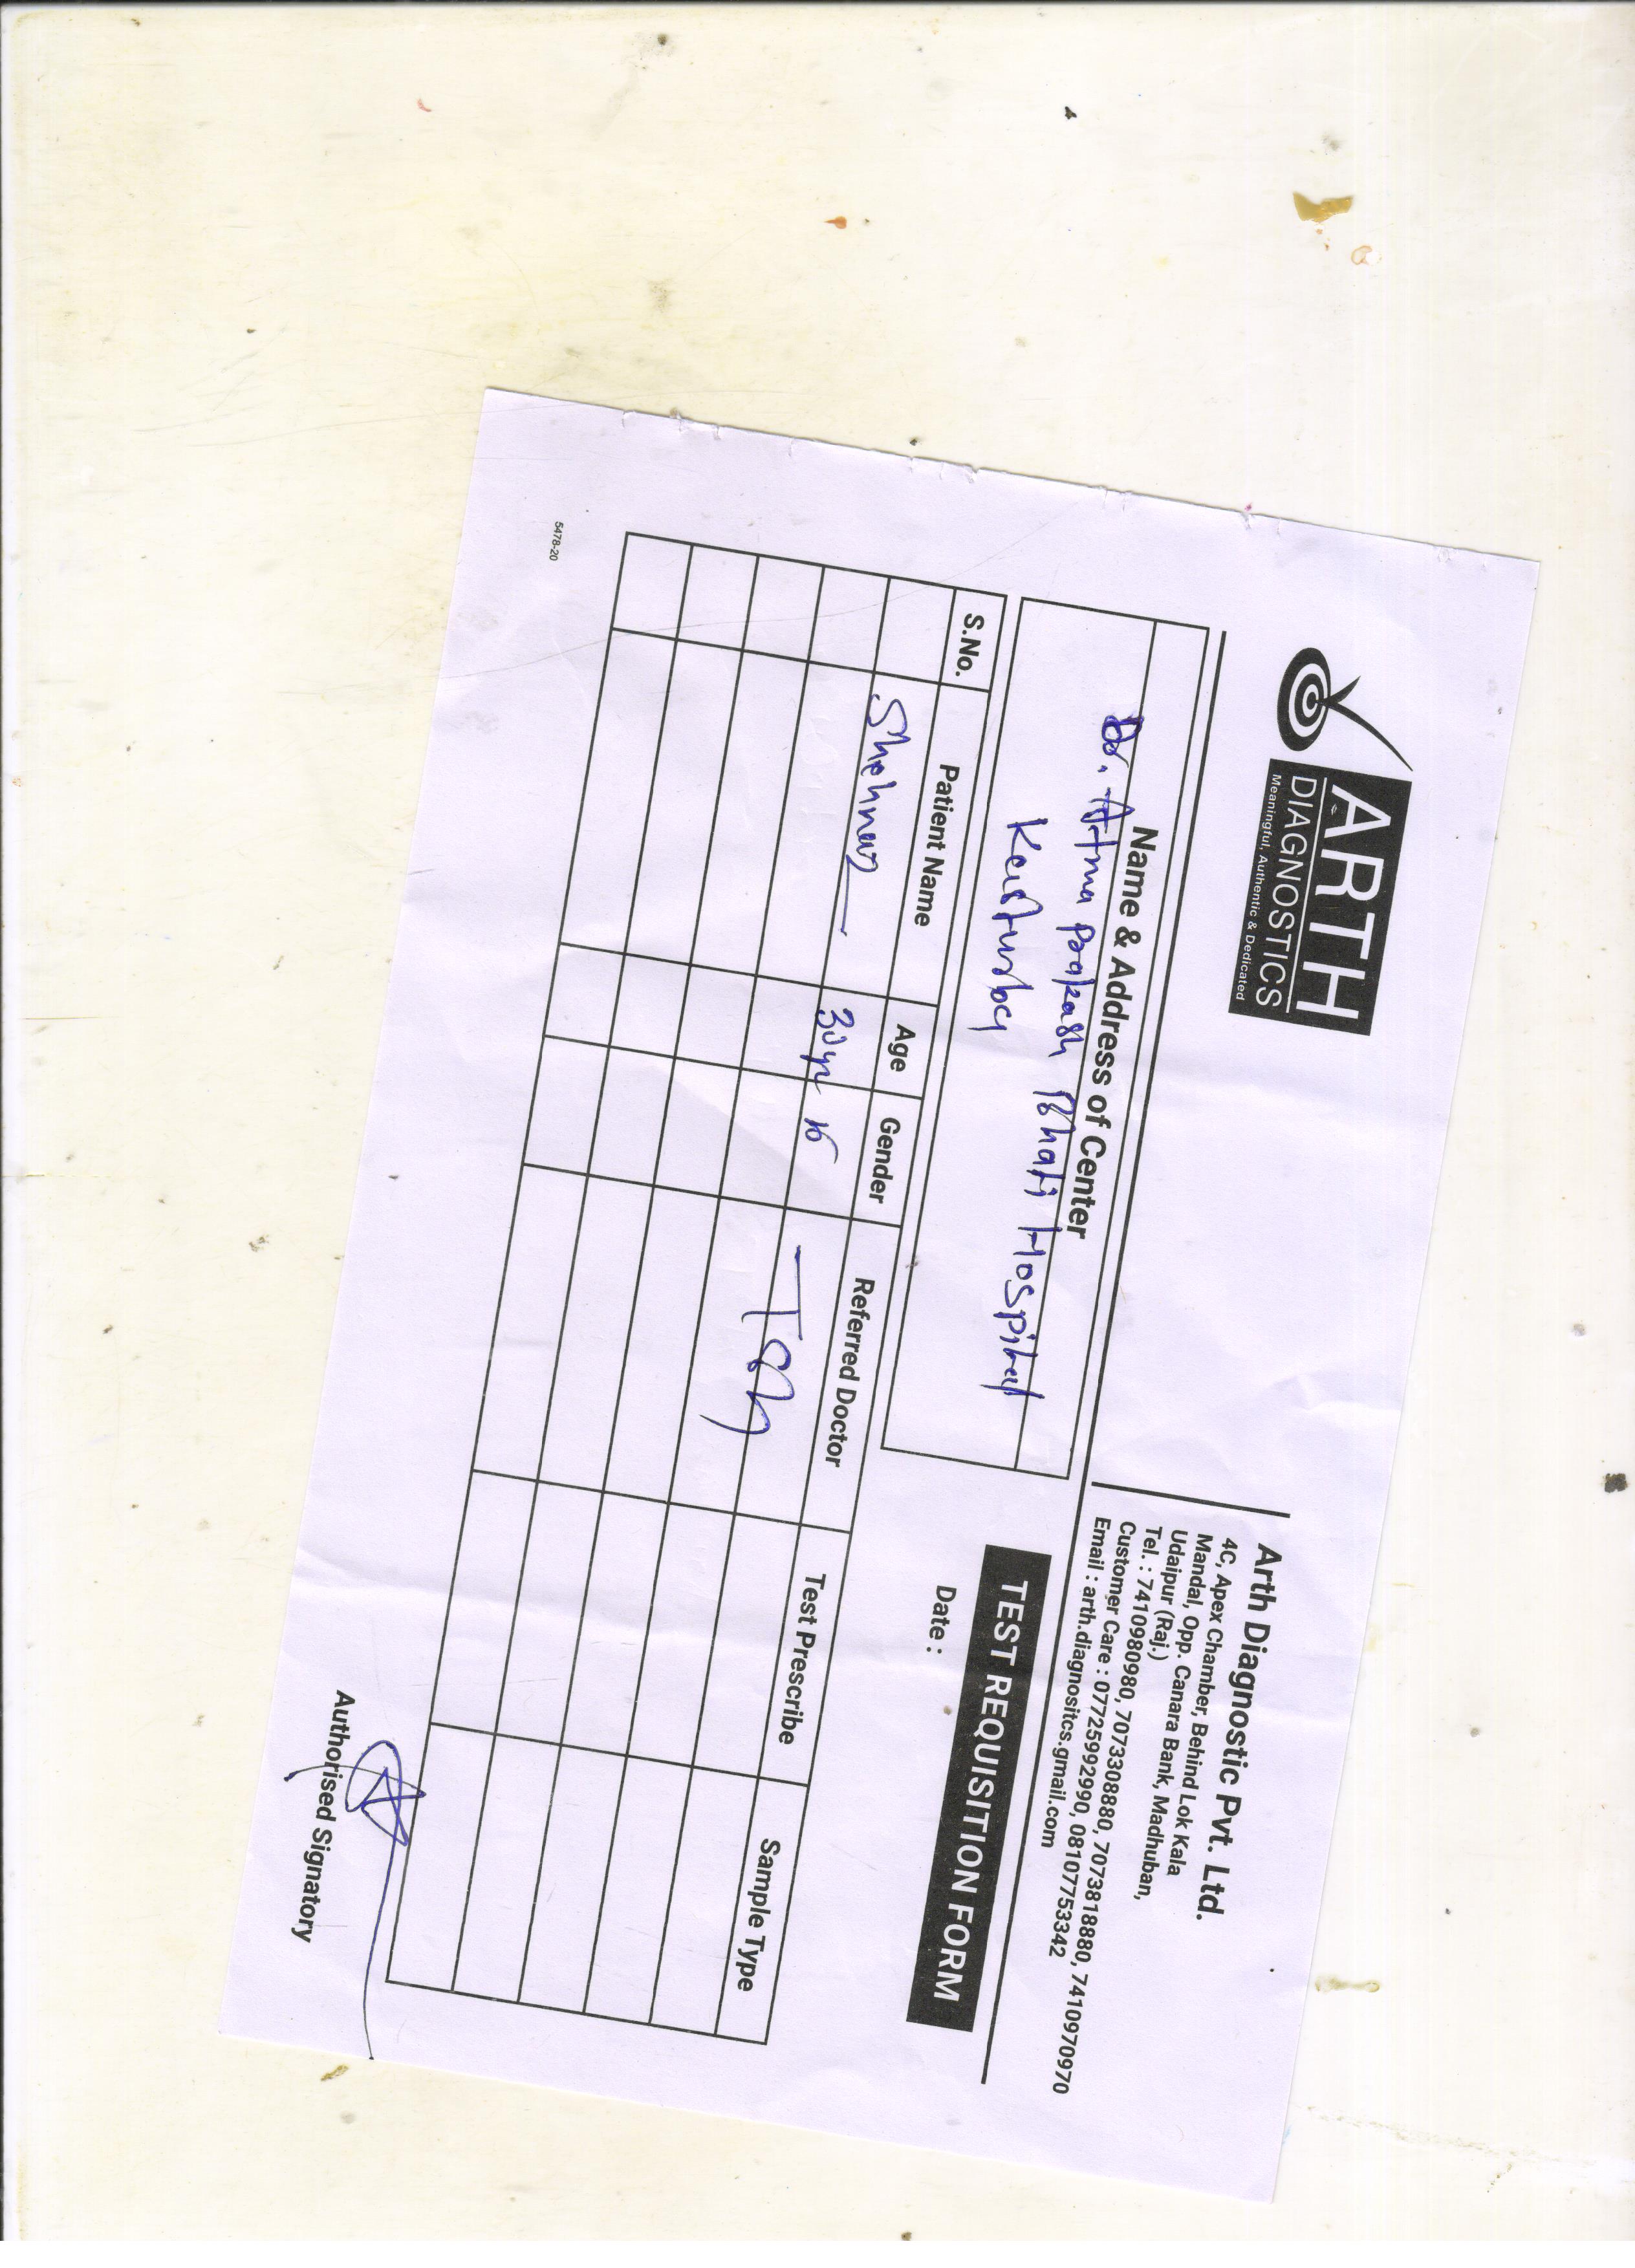 ARTH
DIAGNOSTICS
Meaningful, Authentic & Dedicated
Arth Diagnostic Pvt. Ltd.
4C, Apex Chamber, Behind Lok Kala
Mandal, Opp. Canara Bank, Madhuban,
Udaipur (Raj.)
Tel. : 7410980980, 7073308880, 7073818880, 7410970970
Customer Care : 07725992990, 08107753342
Email : arth.diagnositcs.gmail.com
Name & Address of Center
Dr. Atma prakash Bhati Hospital
TEST REQUISITION FORM
Date :
S.No. Patient Name Age Gender Referred Doctor Test Prescribe Sample Type
Shehnaz 30yr TSH
Authorised Signatory
5478-20